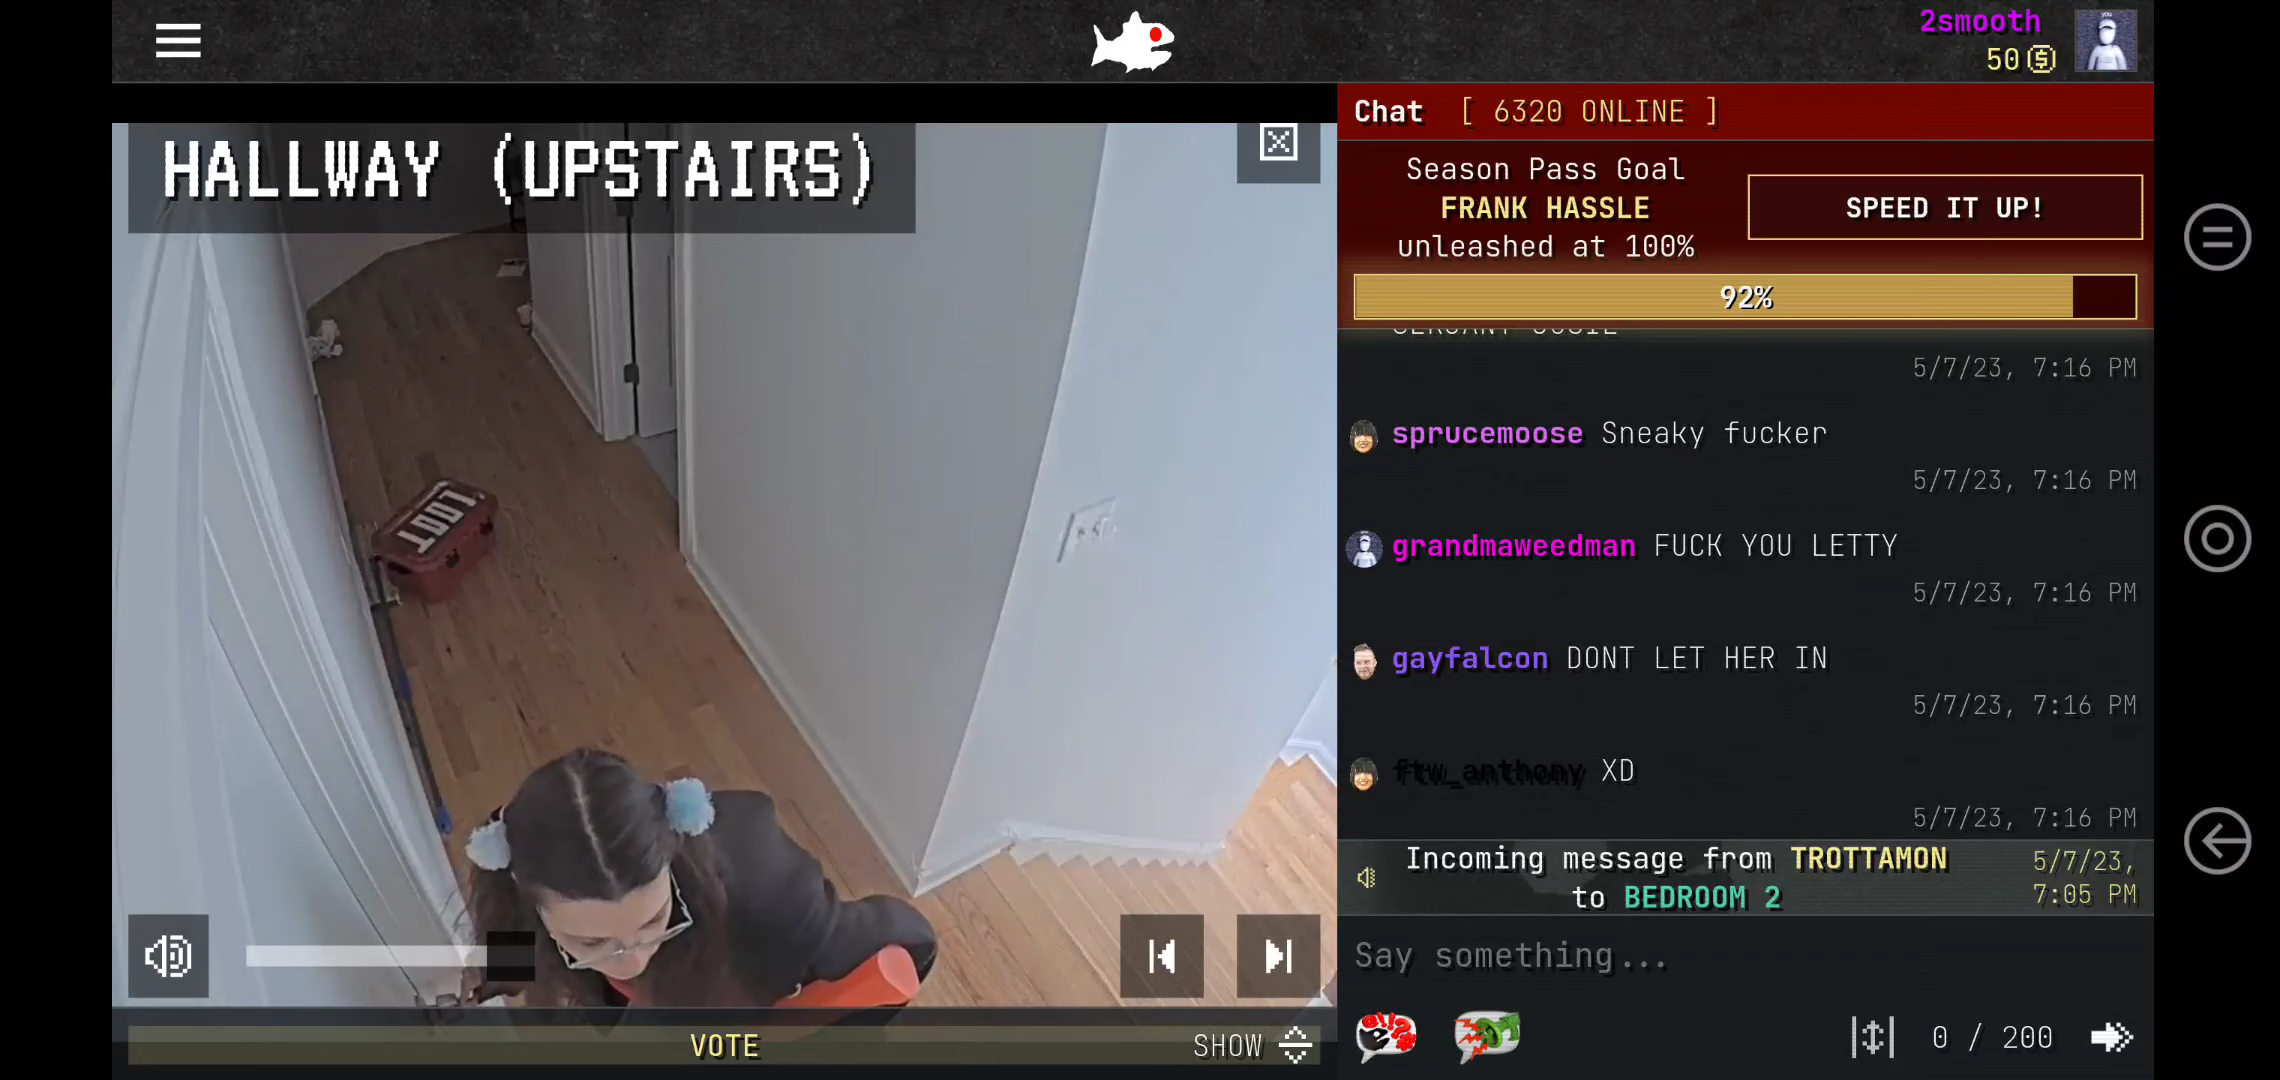 2smooth
50
HALLWAY (UPSTAIRS)
LOOT
VOTE
SHOW
Chat [ 6320 ONLINE ]
Season Pass Goal
FRANK HASSLE
unleashed at 100%
SPEED IT UP!
92%
5/7/23, 7:16 PM
sprucemoose Sneaky fucker
5/7/23, 7:16 PM
grandmaweedman FUCK YOU LETTY
5/7/23, 7:16 PM
gayfalcon DONT LET HER IN
5/7/23, 7:16 PM
ftw_anthony XD
5/7/23, 7:16 PM
Incoming message from TROTTAMON
to BEDROOM 2
5/7/23,
7:05 PM
Say something...
0 / 200